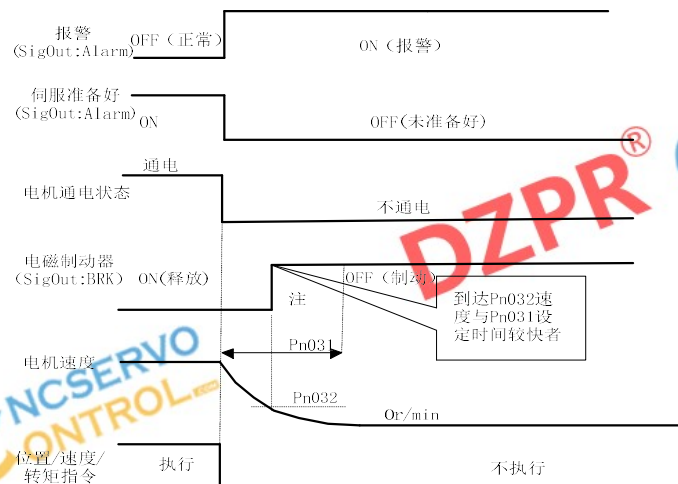 报警
(SigOut:Alarm)
OFF（正常）
ON（报警）
伺服准备好
(SigOut:Alarm)
ON
OFF(未准备好)
通电
电机通电状态
不通电
DZPR®
电磁制动器
(SigOut:BRK)
ON(释放)
注
OFF（制动）
到达Pn032速
度与Pn031设
定时间较快者
Pn031
电机速度
Pn032
0r/min
NCSERVO
CONTROL.COM
位置/速度/
转矩指令
执行
不执行